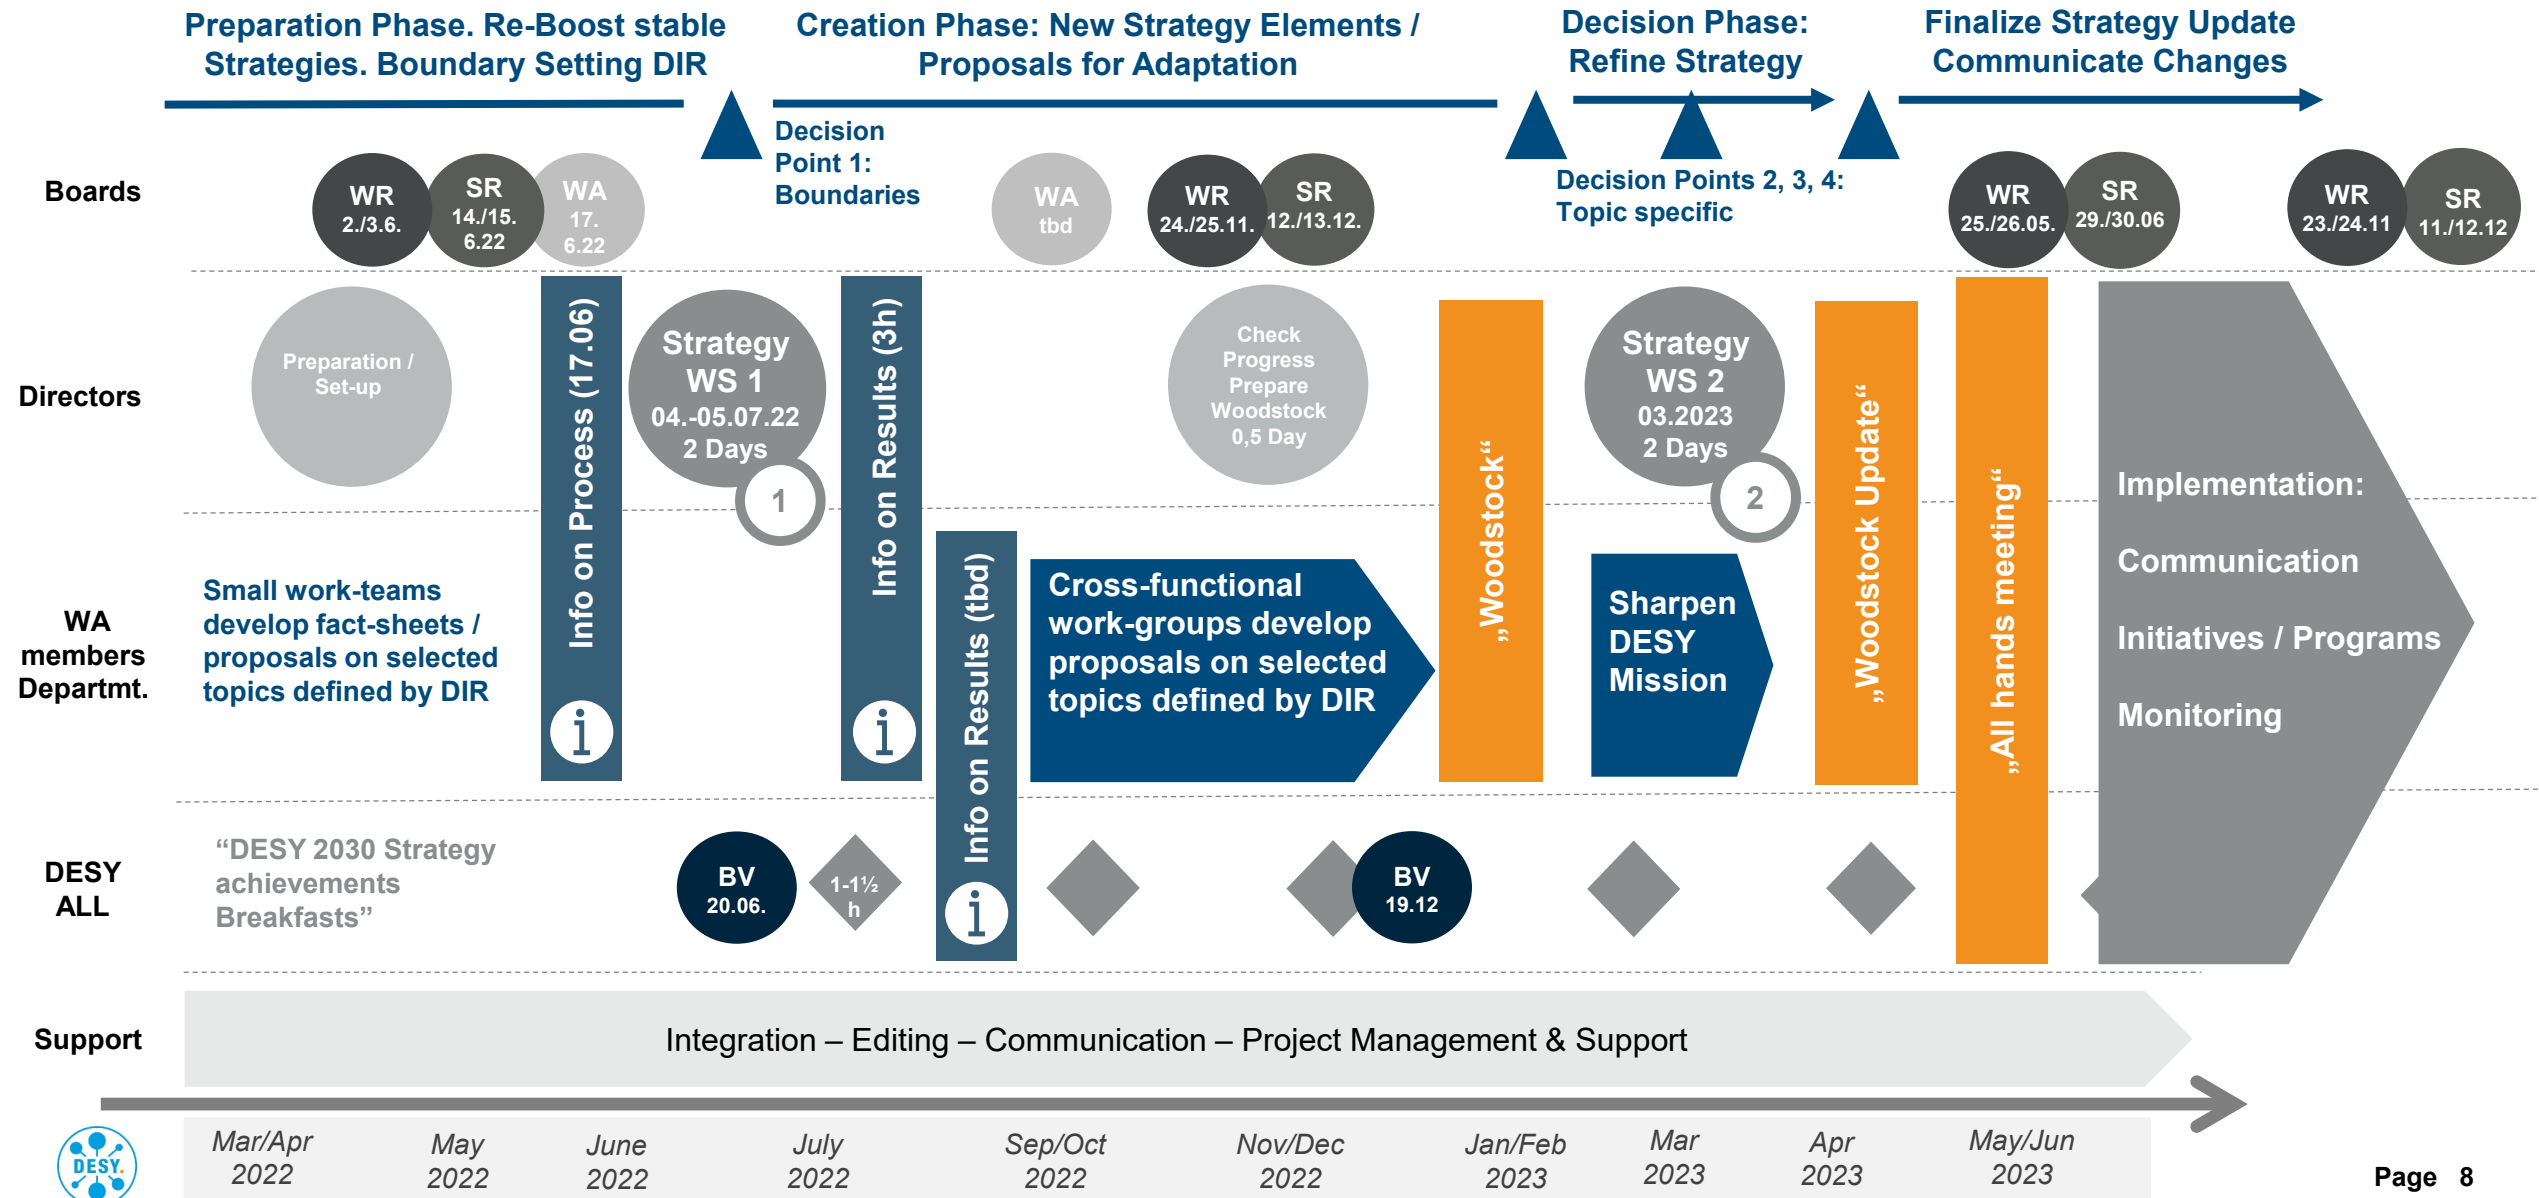 Preparation Phase. Re-Boost stable
Strategies. Boundary Setting DIR
Creation Phase: New Strategy Elements /
Proposals for Adaptation
Decision Phase:
Refine Strategy
Finalize Strategy Update
Communicate Changes
Decision
Point 1:
Boundaries
Decision Points 2, 3, 4:
Topic specific
Boards
WR
2./3.6.
SR
14./15.
6.22
WA
17.
6.22
WA
tbd
WR
24./25.11.
SR
12./13.12.
WR
25./26.05.
SR
29./30.06
WR
23./24.11
SR
11./12.12
Directors
Preparation /
Set-up
Info on Process (17.06)
Strategy
WS 1
04.-05.07.22
2 Days
1
Info on Results (3h)
Check
Progress
Prepare
Woodstock
0,5 Day
„Woodstock“
Strategy
WS 2
03.2023
2 Days
2
„Woodstock Update“
„All hands meeting“
Implementation:
Communication
Initiatives / Programs
Monitoring
WA
members
Departmt.
Small work-teams
develop fact-sheets /
proposals on selected
topics defined by DIR
i
i
Info on Results (tbd)
i
Cross-functional
work-groups develop
proposals on selected
topics defined by DIR
Sharpen
DESY
Mission
DESY
ALL
“DESY 2030 Strategy
achievements
Breakfasts”
BV
20.06.
1-1½
h
BV
19.12
Support
Integration – Editing – Communication – Project Management & Support
DESY.
Mar/Apr
2022
May
2022
June
2022
July
2022
Sep/Oct
2022
Nov/Dec
2022
Jan/Feb
2023
Mar
2023
Apr
2023
May/Jun
2023
Page 8